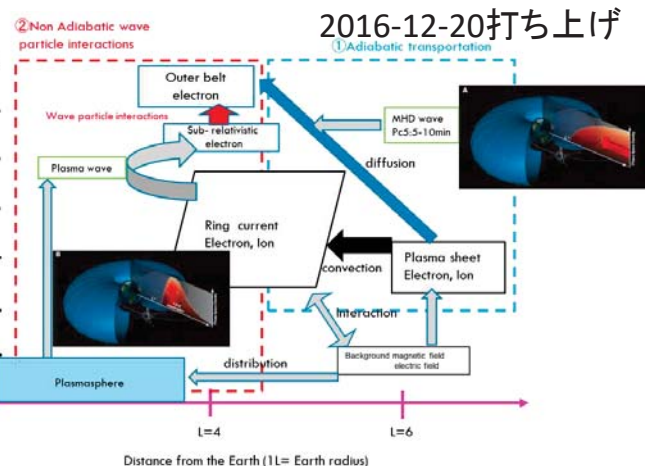 2016-12-20打ち上げ
②Non Adiabatic wave
particle interactions
①Adiabatic transportation
Outer belt
electron
Wave particle interactions
Sub- relativistic
electron
MHD wave
Pc5:5-10min
A
diffusion
Plasma wave
Ring current
Electron, Ion
Plasma sheet
Electron, Ion
convection
B
Interaction
Background magnetic field
electric field
distribution
Plasmasphere
L=4
L=6
Distance from the Earth (1L= Earth radius)